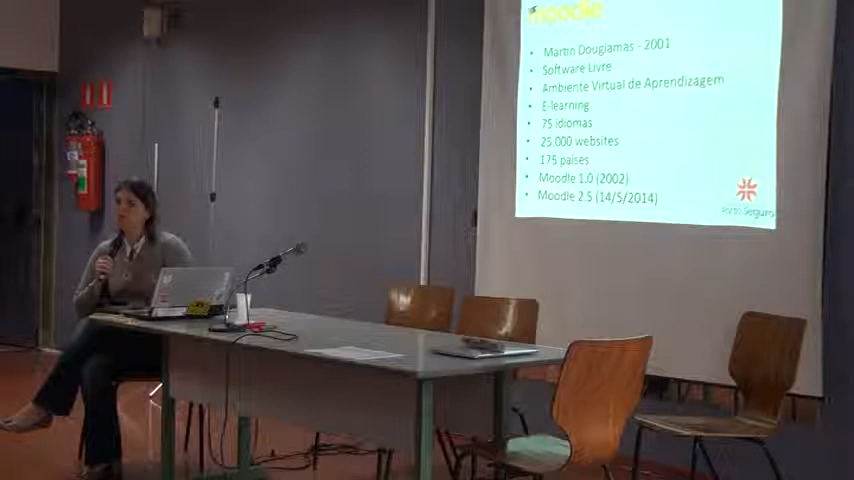 moodle
• Martin Dougiamas - 2001
• Software Livre
• Ambiente Virtual de Aprendizagem
• E-learning
• 75 idiomas
• 25.000 websites
• 175 países
• Moodle 1.0 (2002)
• Moodle 2.5 (14/5/2014)
Porto Seguro